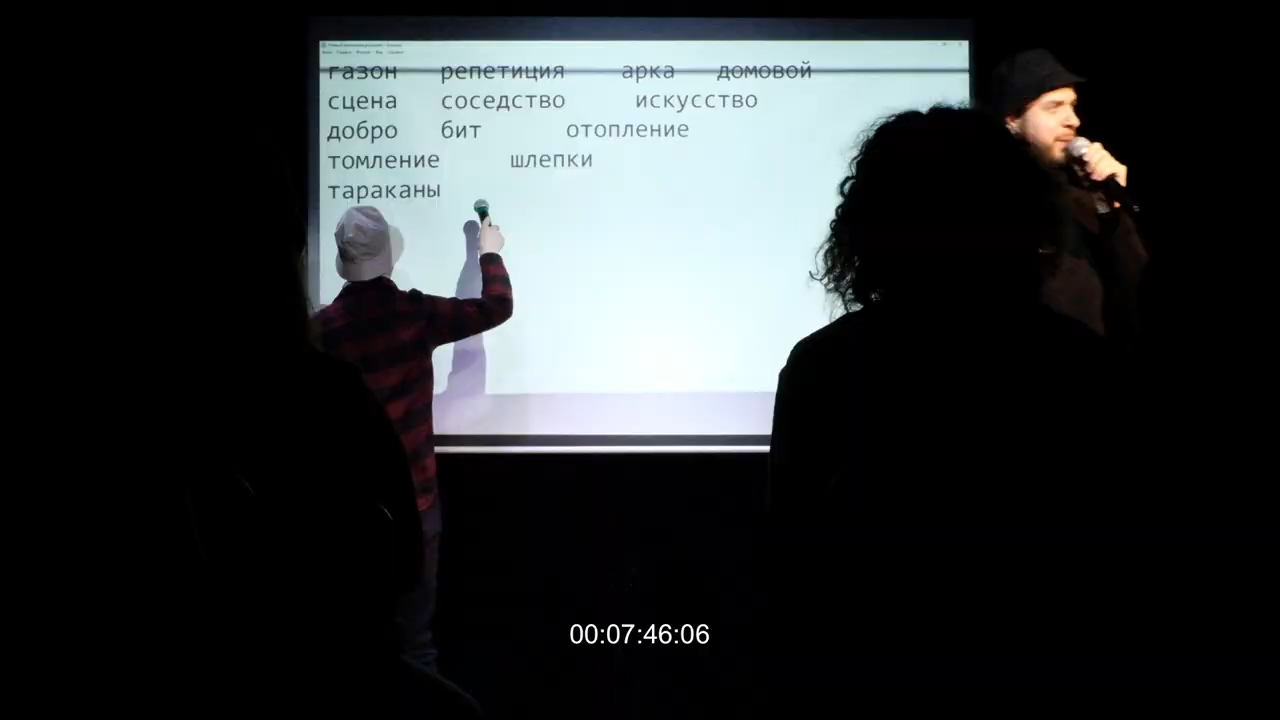 газон репетиция арка домовой
сцена соседство искусство
добро бит отопление
томление шлепки
тараканы
00:07:46:06